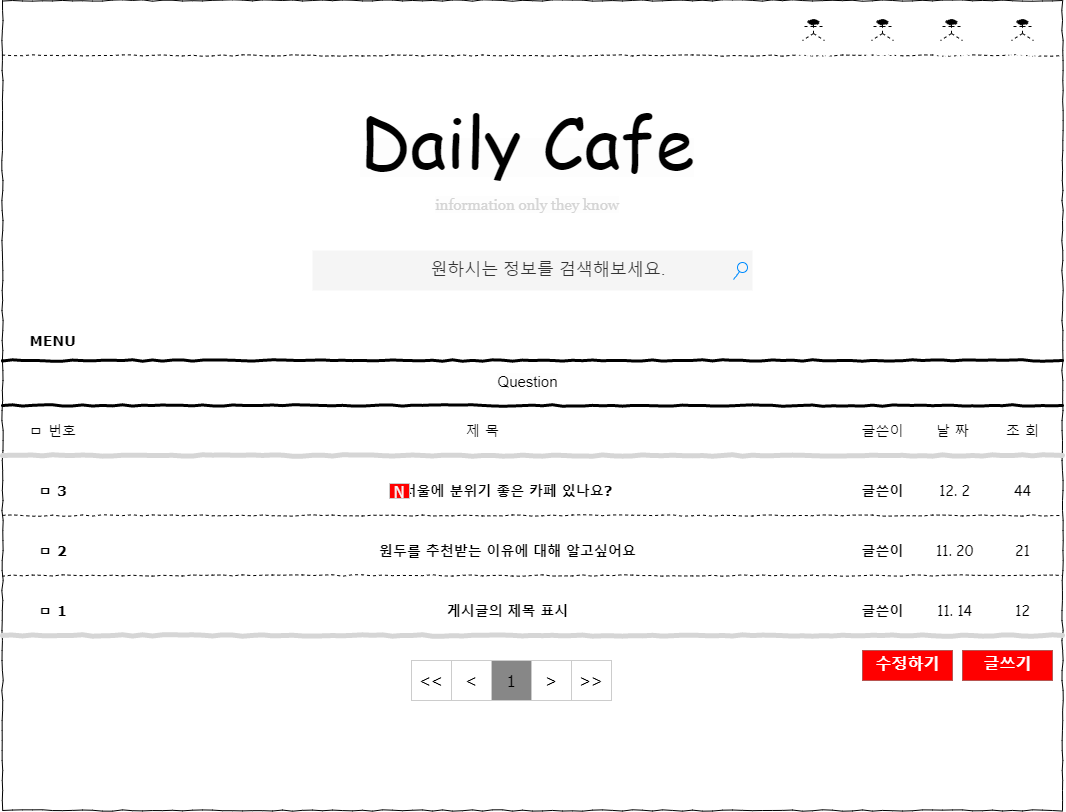 Daily Cafe
information only they know
원하시는 정보를 검색해보세요.
MENU
Question
ㅁ 번호 제 목 글쓴이 날 짜 조 회
ㅁ 3 N 서울에 분위기 좋은 카페 있나요? 글쓴이 12. 2 44
ㅁ 2 원두를 추천받는 이유에 대해 알고싶어요 글쓴이 11. 20 21
ㅁ 1 게시글의 제목 표시 글쓴이 11. 14 12
수정하기 글쓰기
<< < 1 > >>